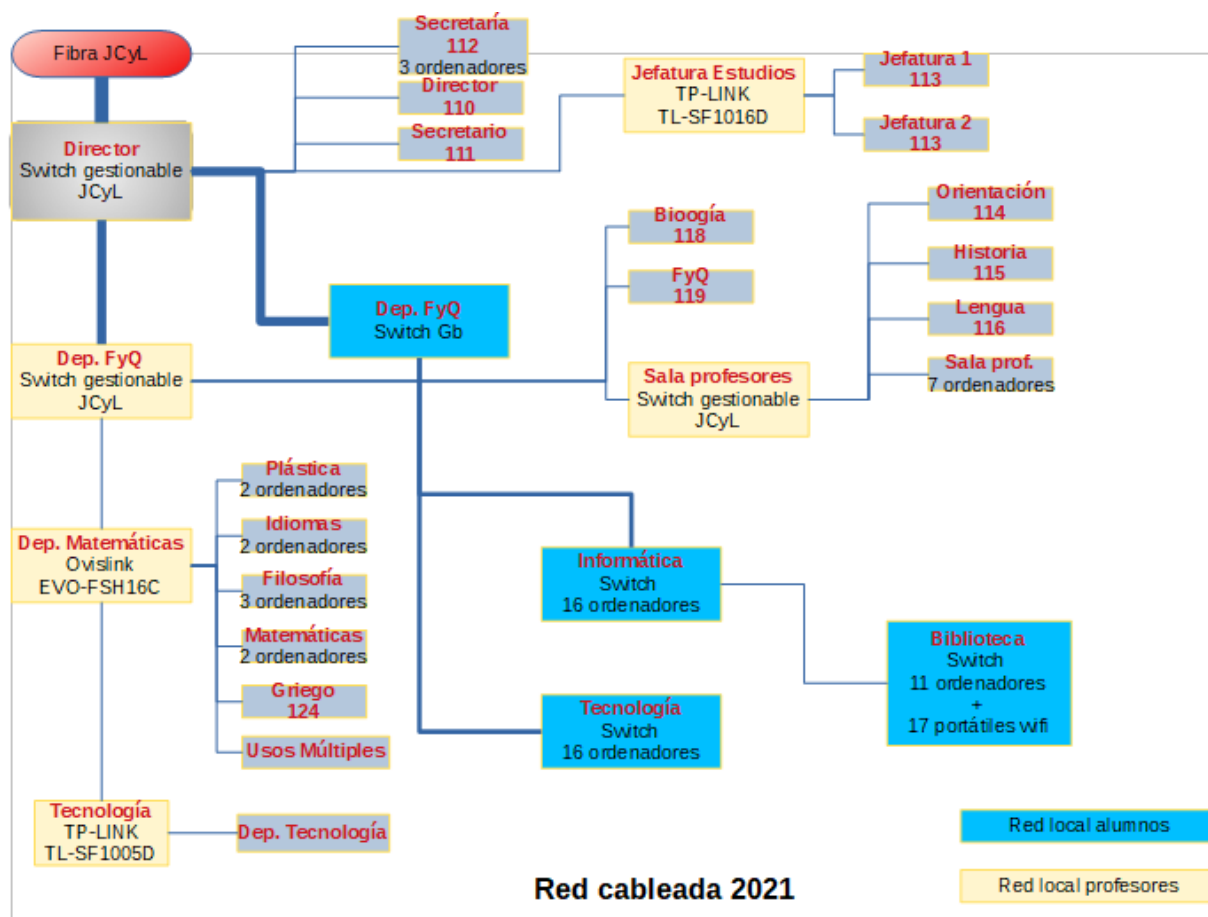 Fibra JCyL
Secretaría
112
3 ordenadores
Director
110
Secretario
111
Jefatura Estudios
TP-LINK
TL-SF1016D
Jefatura 1
113
Jefatura 2
113
Director
Switch gestionable
JCyL
Bioogía
118
FyQ
119
Orientación
114
Historia
115
Lengua
116
Sala prof.
7 ordenadores
Dep. FyQ
Switch Gb
Dep. FyQ
Switch gestionable
JCyL
Sala profesores
Switch gestionable
JCyL
Plástica
2 ordenadores
Idiomas
2 ordenadores
Filosofía
3 ordenadores
Matemáticas
2 ordenadores
Griego
124
Usos Múltiples
Dep. Matemáticas
Ovislink
EVO-FSH16C
Informática
Switch
16 ordenadores
Biblioteca
Switch
11 ordenadores
+
17 portátiles wifi
Tecnología
Switch
16 ordenadores
Tecnología
TP-LINK
TL-SF1005D
Dep. Tecnología
Red local alumnos
Red local profesores
Red cableada 2021